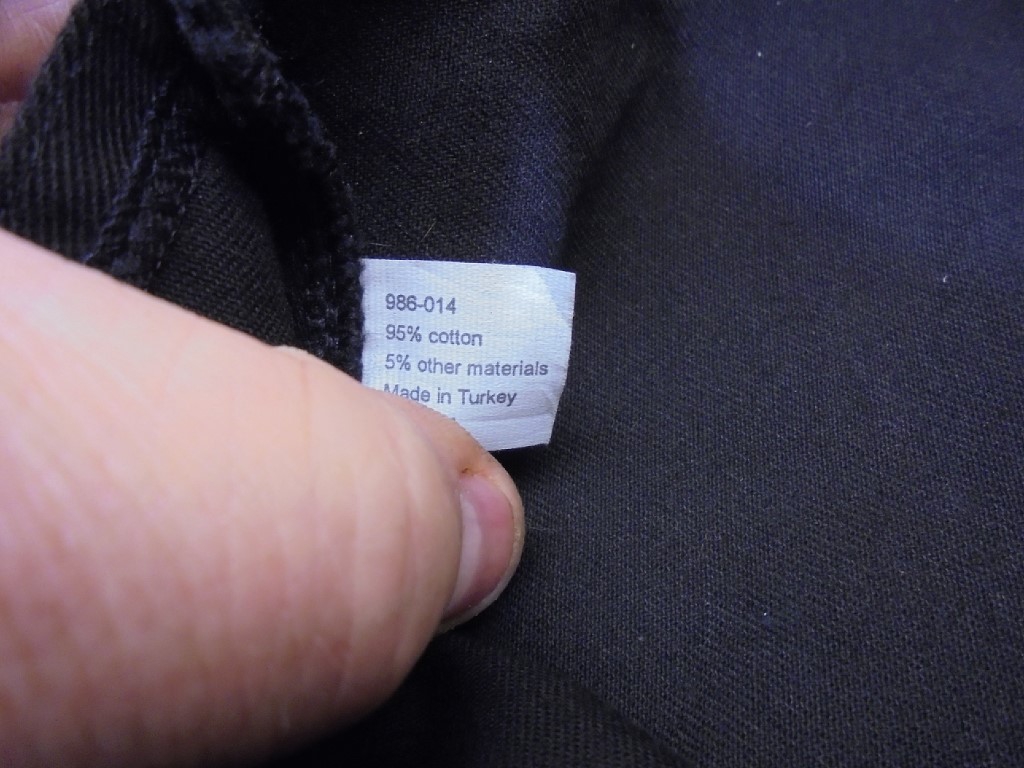 986-014
95% cotton
5% other materials
Made in Turkey